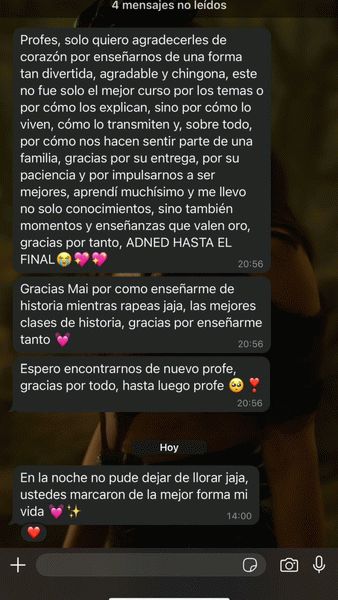 4 mensajes no leídos
Profes, solo quiero agradecerles de
corazón por enseñarnos de una forma
tan divertida, agradable y chingona, este
no fue solo el mejor curso por los temas o
por cómo los explican, sino por cómo lo
viven, cómo lo transmiten y, sobre todo,
por cómo nos hacen sentir parte de una
familia, gracias por su entrega, por su
paciencia y por impulsarnos a ser
mejores, aprendí muchísimo y me llevo
no solo conocimientos, sino también
momentos y enseñanzas que valen oro,
gracias por tanto, ADNED HASTA EL
FINAL😭💖💖
20:56
Gracias Mai por como enseñarme de
historia mientras rapeas jaja, las mejores
clases de historia, gracias por enseñarme
tanto 💓
20:56
Espero encontrarnos de nuevo profe,
gracias por todo, hasta luego profe 🥺❣️
20:56
Hoy
En la noche no pude dejar de llorar jaja,
ustedes marcaron de la mejor forma mi
vida 💓✨
14:00
❤️